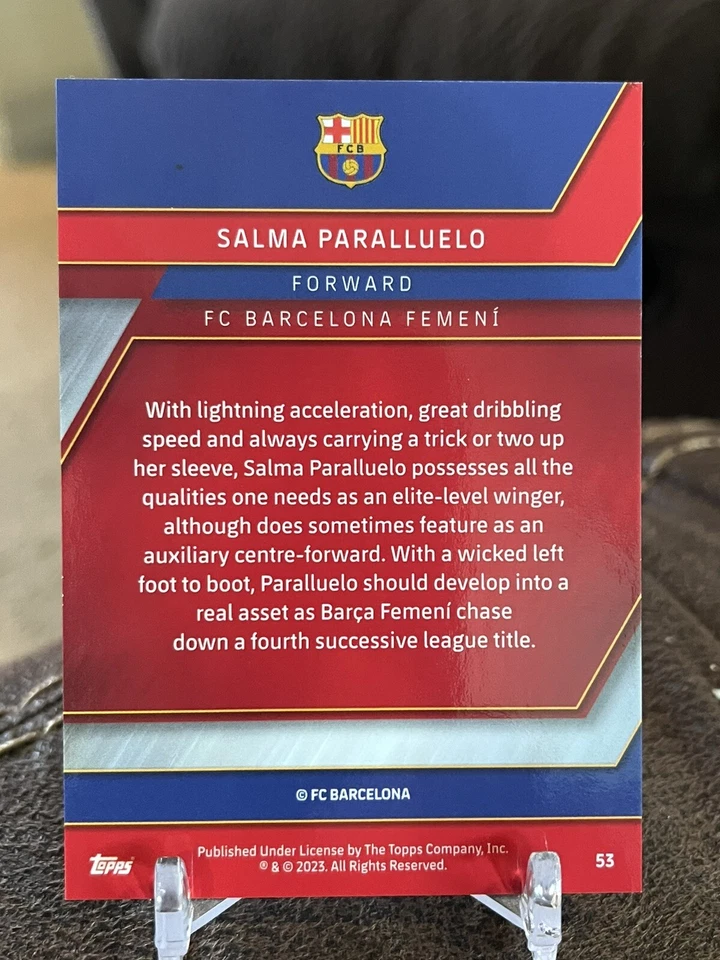 FCB
SALMA PARALLUELO
FORWARD
FC BARCELONA FEMENÍ
With lightning acceleration, great dribbling
speed and always carrying a trick or two up
her sleeve, Salma Paralluelo possesses all the
qualities one needs as an elite-level winger,
although does sometimes feature as an
auxiliary centre-forward. With a wicked left
foot to boot, Paralluelo should develop into a
real asset as Barça Femení chase
down a fourth successive league title.
© FC BARCELONA
topps
Published Under License by The Topps Company, Inc.
® & © 2023. All Rights Reserved.
53